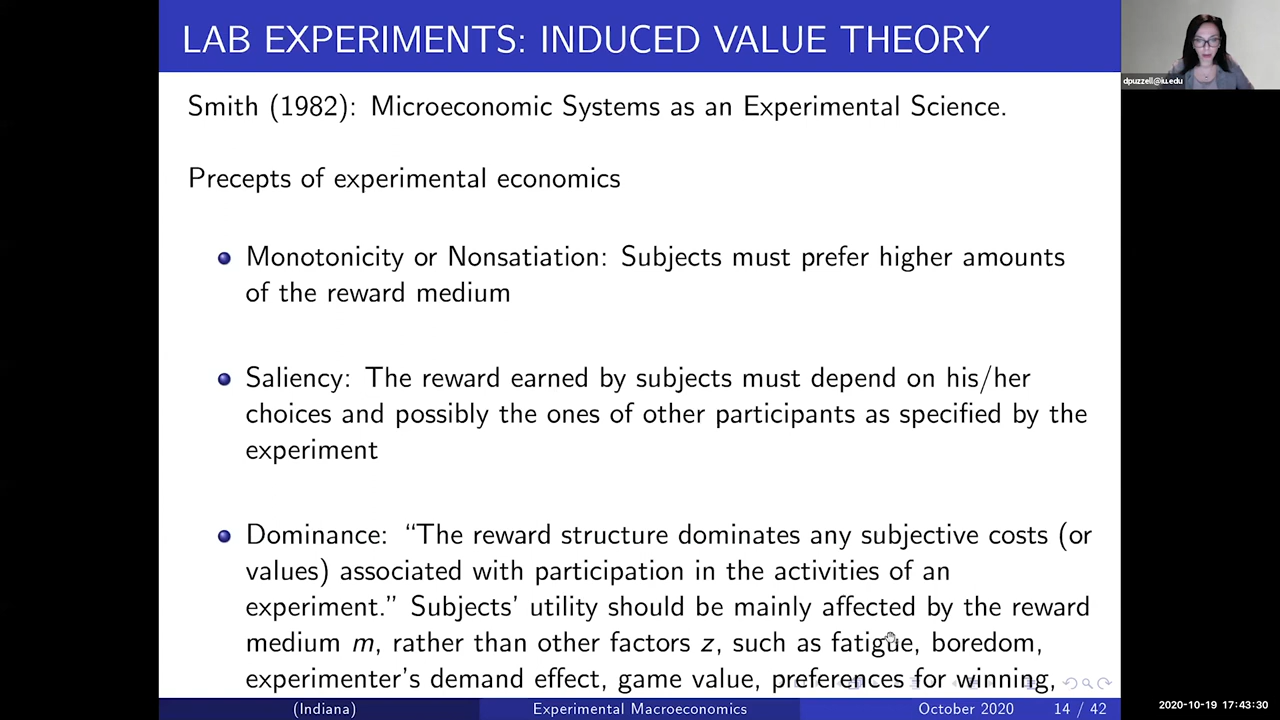 LAB EXPERIMENTS: INDUCED VALUE THEORY
dpuzzell@iu.edu
Smith (1982): Microeconomic Systems as an Experimental Science.
Precepts of experimental economics
Monotonicity or Nonsatiation: Subjects must prefer higher amounts
of the reward medium
Saliency: The reward earned by subjects must depend on his/her
choices and possibly the ones of other participants as specified by the
experiment
Dominance: “The reward structure dominates any subjective costs (or
values) associated with participation in the activities of an
experiment.” Subjects’ utility should be mainly affected by the reward
medium m, rather than other factors z, such as fatigue, boredom,
experimenter’s demand effect, game value, preferences for winning,
(Indiana)
Experimental Macroeconomics
October 2020
14 / 42
2020-10-19 17:43:30